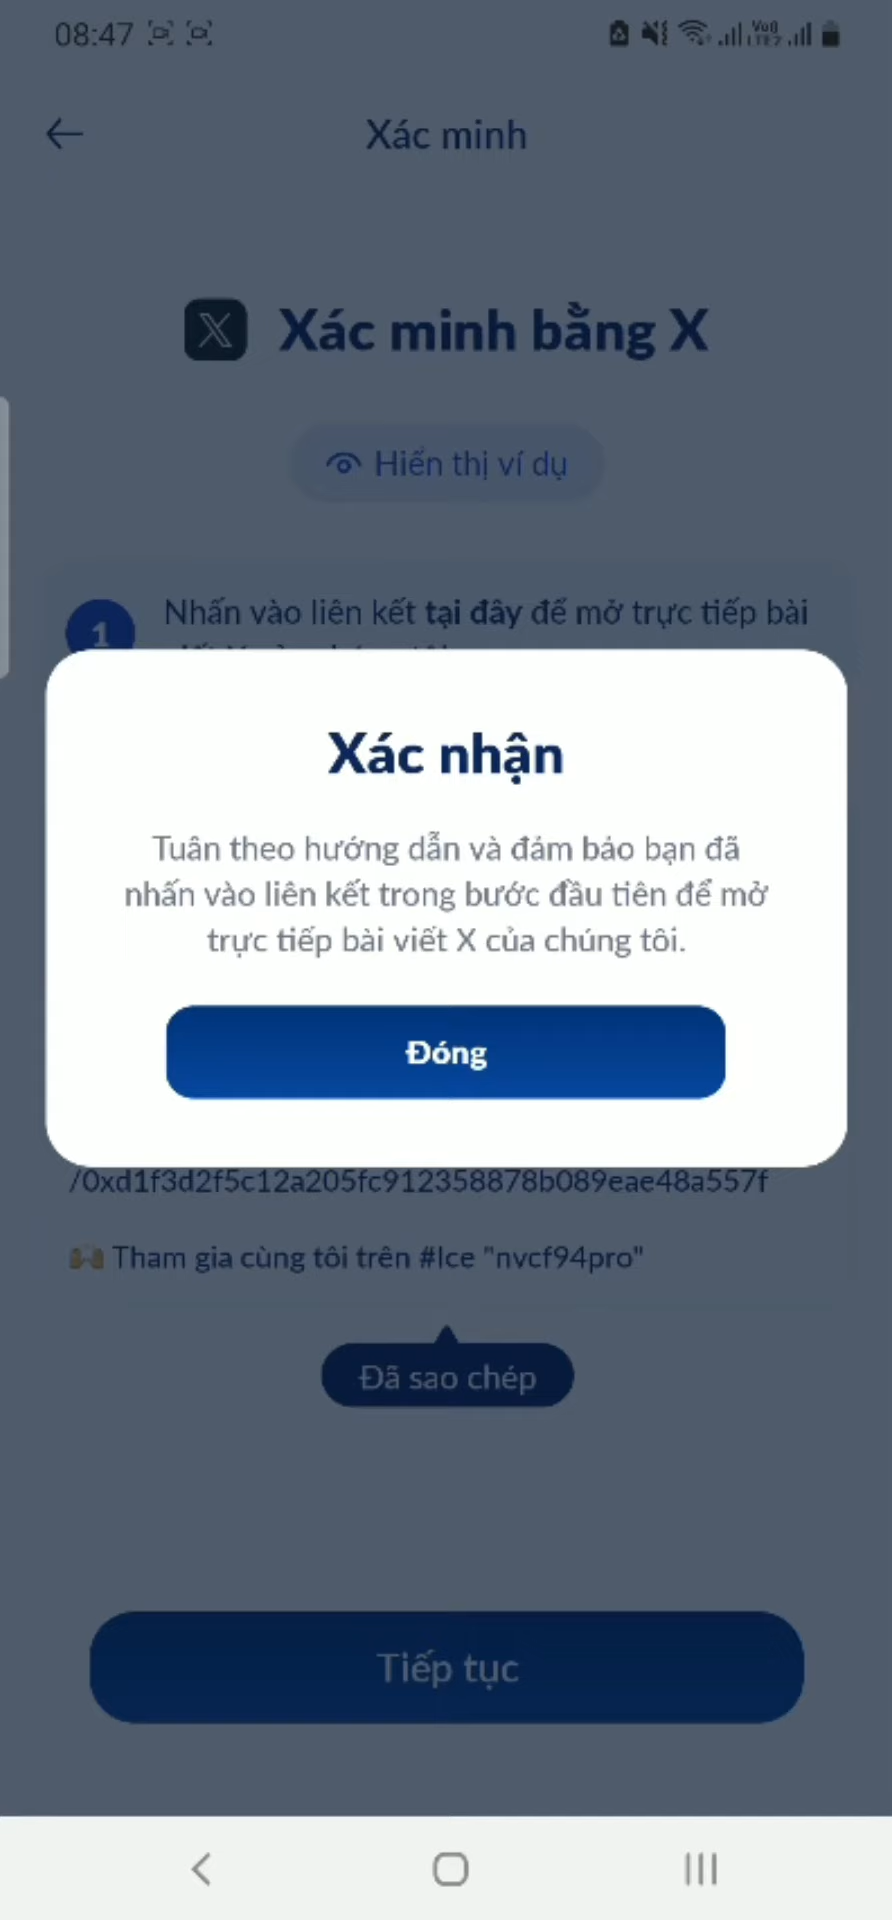 08:47
Xác minh
Xác minh bằng X
Hiển thị ví dụ
1
Nhấn vào liên kết tại đây để mở trực tiếp bài
Xác nhận
Tuân theo hướng dẫn và đảm bảo bạn đã
nhấn vào liên kết trong bước đầu tiên để mở
trực tiếp bài viết X của chúng tôi.
Đóng
/0xd1f3d2f5c12a205fc912358878b089eae48a557f
🙌 Tham gia cùng tôi trên #Ice "nvcf94pro"
Đã sao chép
Tiếp tục